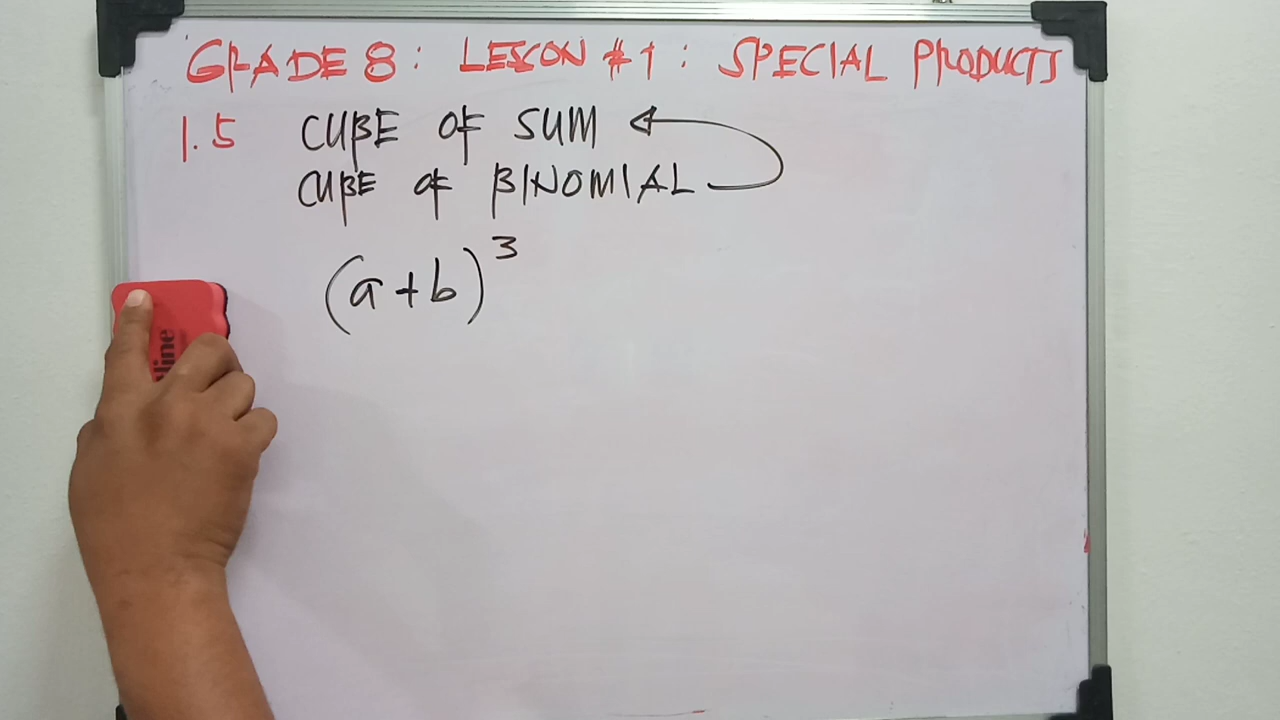 GRADE 8: LESSON #1: SPECIAL PRODUCTS
1.5 CUBE OF SUM
CUBE OF BINOMIAL
(a+b)³